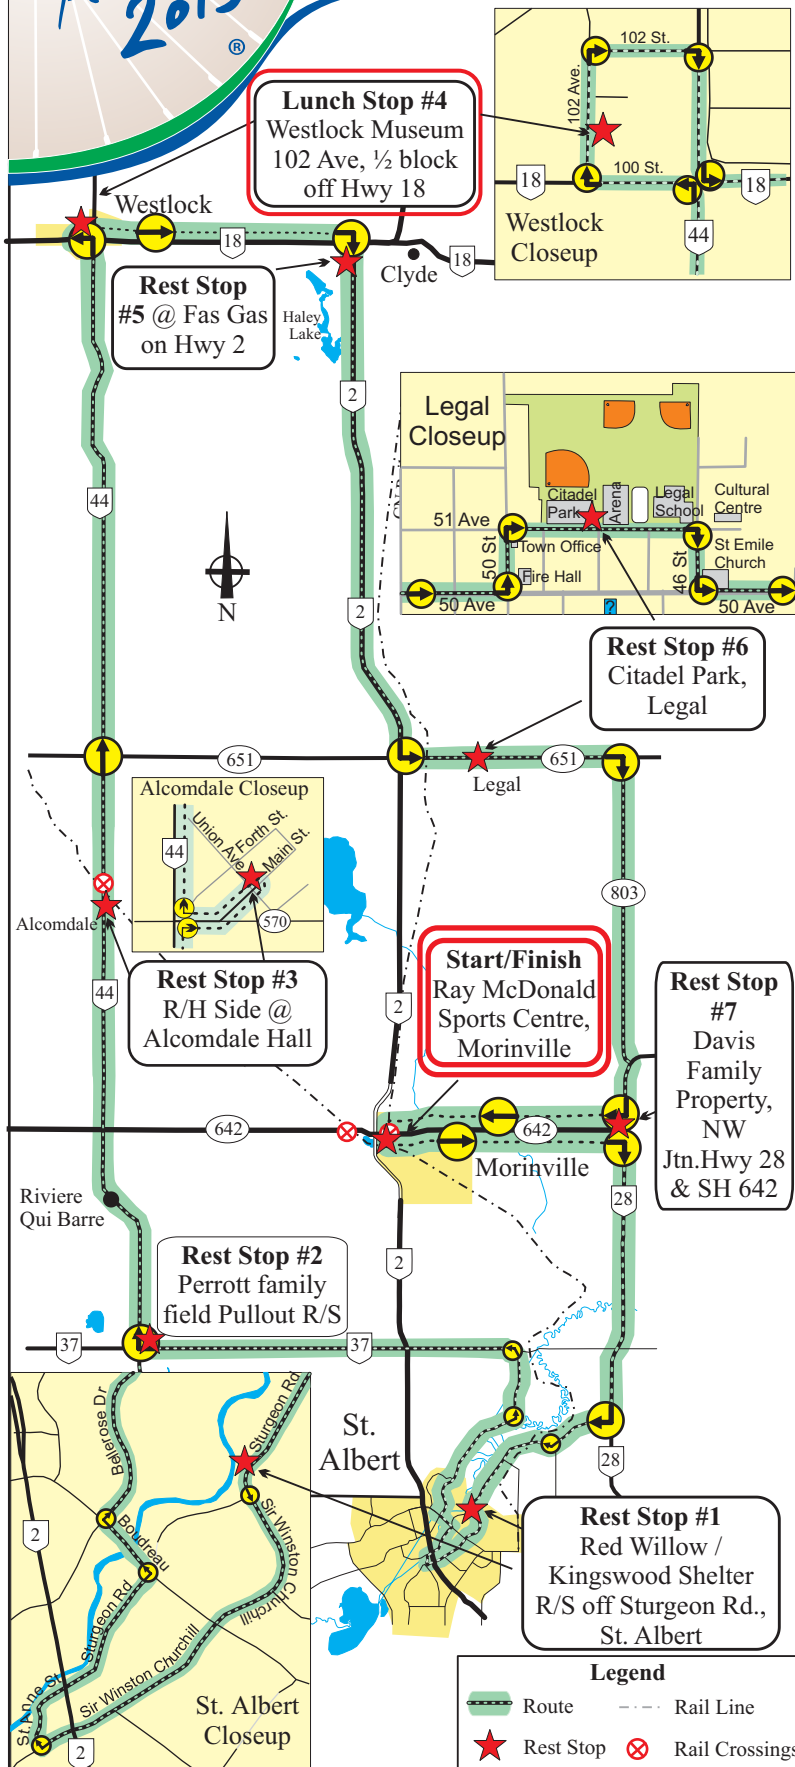 2013
®
Lunch Stop #4
Westlock Museum
102 Ave, ½ block
off Hwy 18
102 St.
102 Ave.
100 St.
18
18
44
Westlock
Closeup
Westlock
18
Clyde
18
Rest Stop
#5 @ Fas Gas
on Hwy 2
Haley
Lake
2
44
Legal
Closeup
Citadel
Park
Arena
Legal
School
Cultural
Centre
51 Ave
50 St
Town Office
Fire Hall
46 St
St Emile
Church
50 Ave
?
50 Ave
N
2
Rest Stop #6
Citadel Park,
Legal
651
651
Legal
Alcomdale Closeup
Union Ave
Forth St.
Main St.
44
570
803
Alcomdale
44
Rest Stop #3
R/H Side @
Alcomdale Hall
2
Start/Finish
Ray McDonald
Sports Centre,
Morinville
Rest Stop
#7
Davis
Family
Property,
NW
Jtn.Hwy 28
& SH 642
642
642
Morinville
28
Riviere
Qui Barre
Rest Stop #2
Perrott family
field Pullout R/S
2
37
37
St.
Albert
28
Bellerose Dr
Sturgeon Rd
Boudreau
Sir Winston Churchill
2
Sturgeon Rd
St. Anne St.
Sir Winston Churchill
2
St. Albert
Closeup
Rest Stop #1
Red Willow /
Kingswood Shelter
R/S off Sturgeon Rd.,
St. Albert
Legend
Route
Rail Line
Rest Stop
Rail Crossings